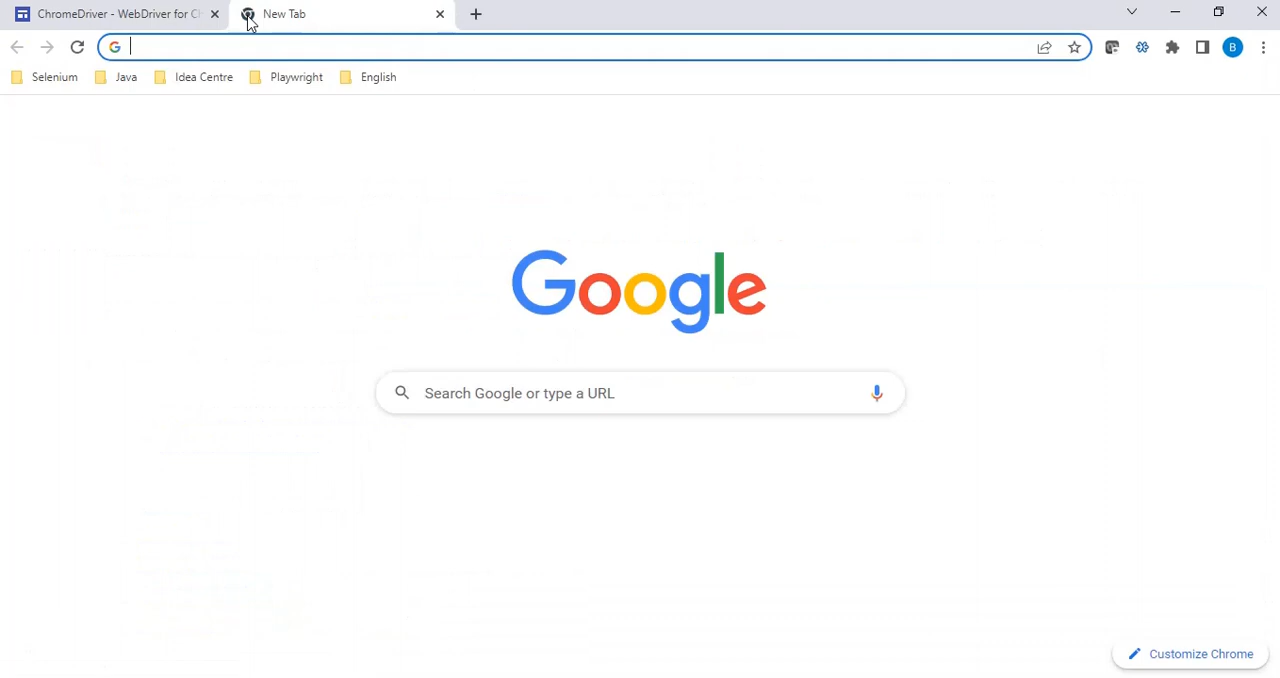 ChromeDriver - WebDriver for Ch
New Tab
B
Selenium
Java
Idea Centre
Playwright
English
Google
Search Google or type a URL
Customize Chrome